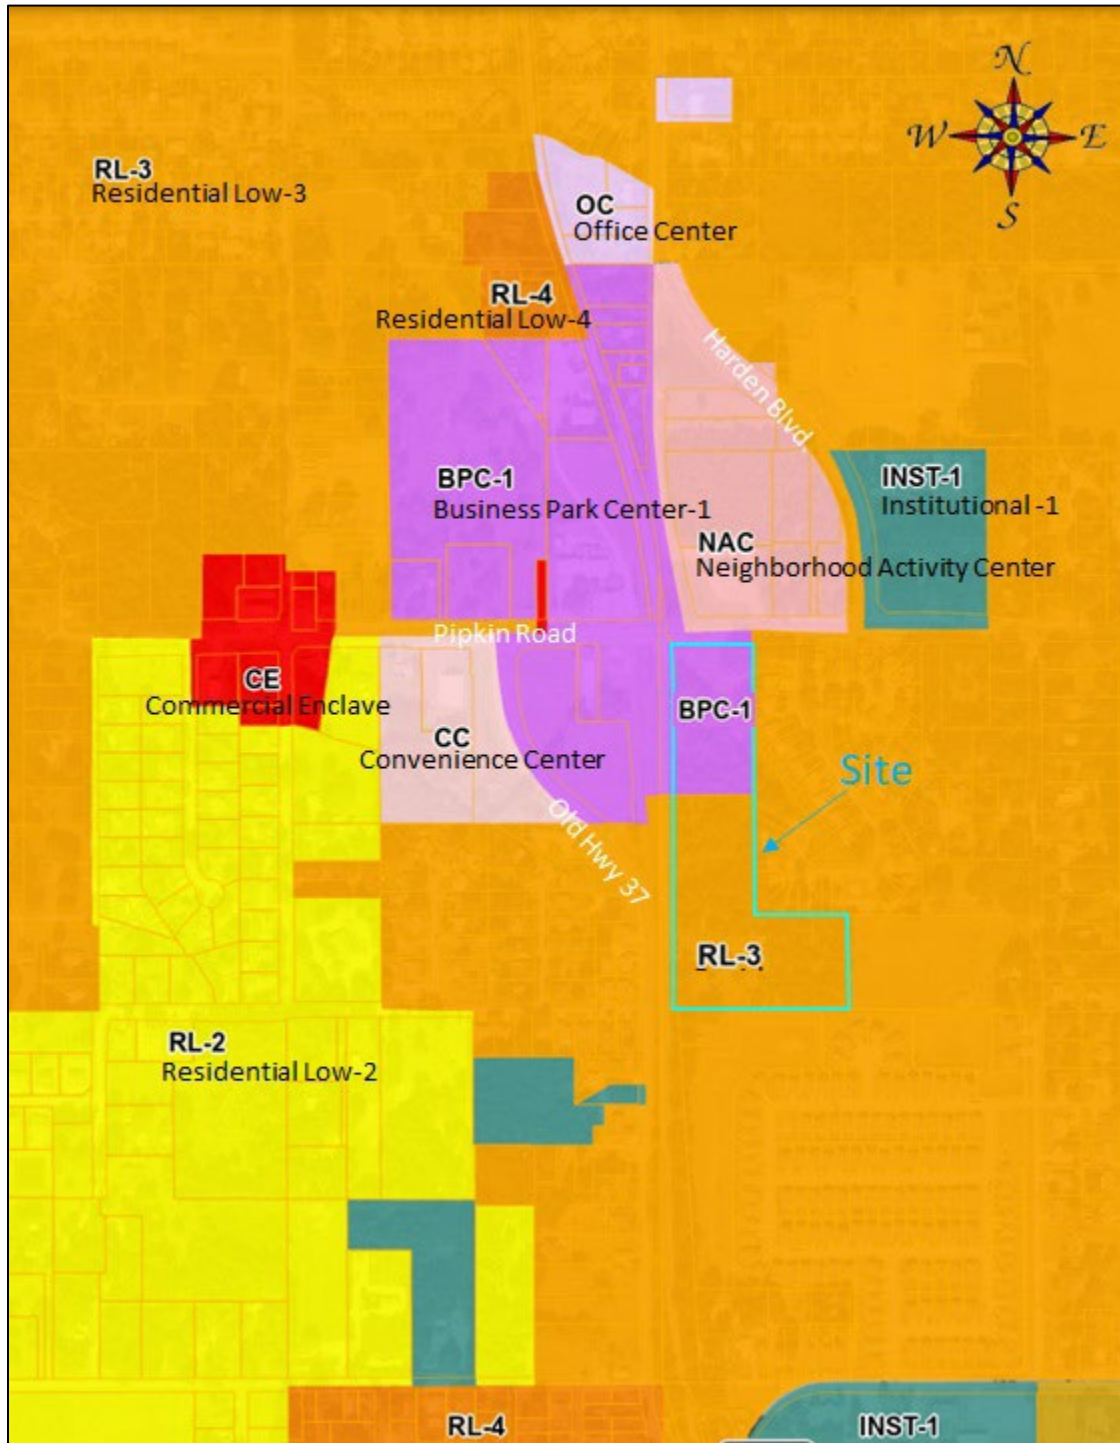 N
W
E
S
RL-3
Residential Low-3
OC
Office Center
RL-4
Residential Low-4
Harden Blvd.
BPC-1
Business Park Center-1
INST-1
Institutional -1
NAC
Neighborhood Activity Center
Pipkin Road
CE
Commercial Enclave
BPC-1
CC
Convenience Center
Site
Old Hwy 37
RL-3
RL-2
Residential Low-2
RL-4
INST-1